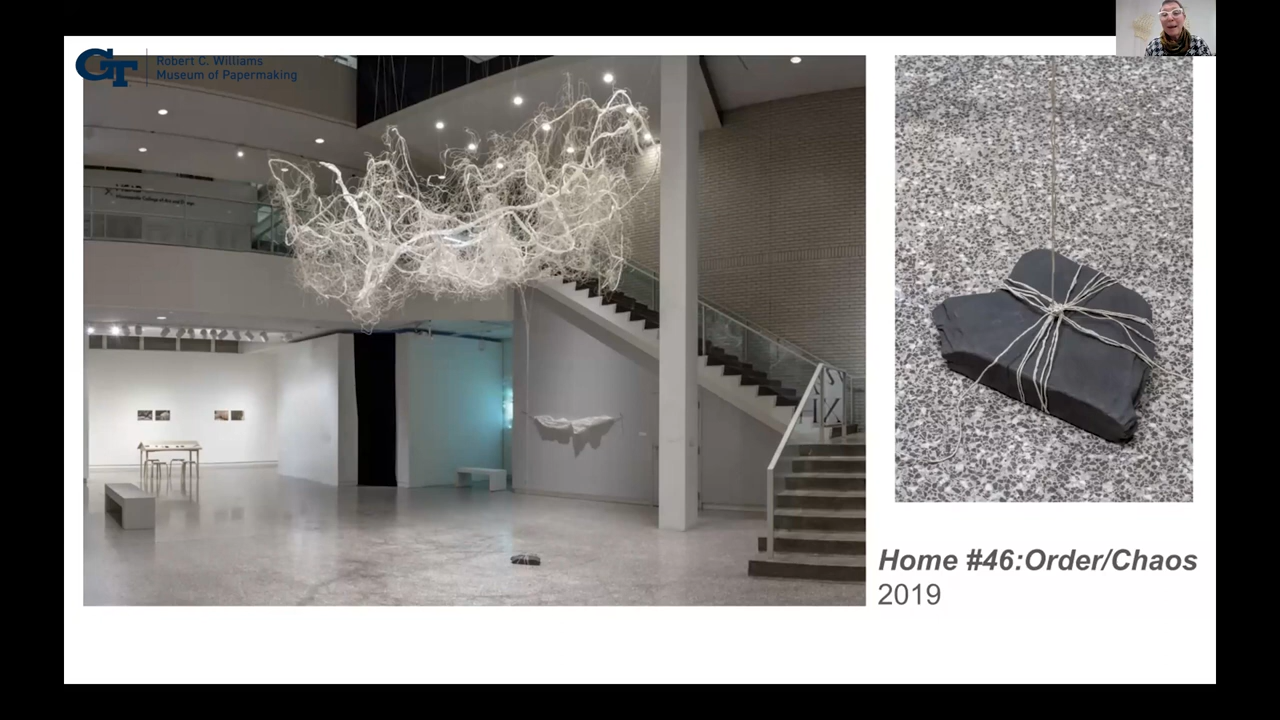 GT
Robert C. Williams
Museum of Papermaking
Home #46:Order/Chaos
2019